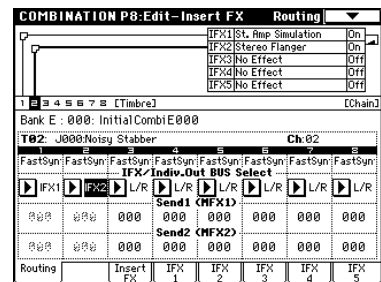 COMBINATION P8:Edit-Insert FX Routing
IFX1 St. Amp Simulation On
IFX2 Stereo Flanger On
IFX3 No Effect Off
IFX4 No Effect Off
IFX5 No Effect Off
1 2 3 4 5 6 7 8 [Timbre] [Chain]
Bank E : 000: InitialCombiE000
T02: J000:Noisy Stabber Ch:02
1 2 3 4 5 6 7 8
FastSyn FastSyn FastSyn FastSyn FastSyn FastSyn FastSyn FastSyn
IFX/Indiv.Out BUS Select
IFX1 IFX2 L/R L/R L/R L/R L/R L/R
Send1 (MFX1)
000 000 000 000 000 000 000 000
Send2 (MFX2)
000 000 000 000 000 000 000 000
Routing Insert FX IFX 1 IFX 2 IFX 3 IFX 4 IFX 5